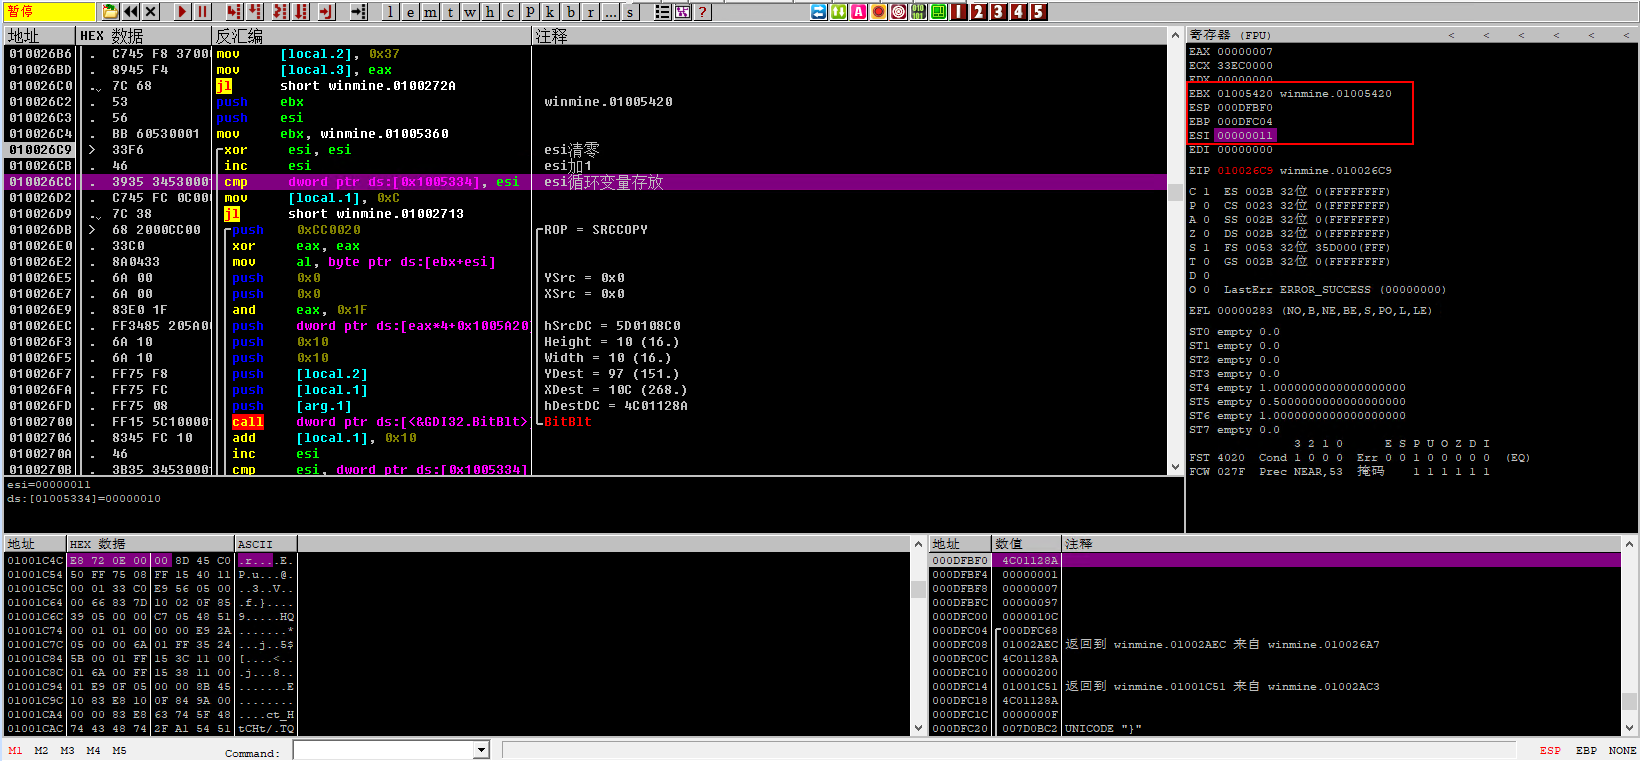 暂停
l e m t w h c p k b r ... s
? A 1 2 3 4 5
地址 HEX 数据 反汇编 注释
010026B6 . C745 F8 3700 mov [local.2], 0x37
010026BD . 8945 F4 mov [local.3], eax
010026C0 . 7C 68 jl short winmine.0100272A
010026C2 . 53 push ebx winmine.01005420
010026C3 . 56 push esi
010026C4 . BB 60530001 mov ebx, winmine.01005360
010026C9 > 33F6 xor esi, esi esi清零
010026CB . 46 inc esi esi加1
010026CC . 3935 3453000 cmp dword ptr ds:[0x1005334], esi esi循环变量存放
010026D2 . C745 FC 0C00 mov [local.1], 0xC
010026D9 . 7C 38 jl short winmine.01002713
010026DB > 68 2000CC00 push 0xCC0020 ROP = SRCCOPY
010026E0 . 33C0 xor eax, eax
010026E2 . 8A0433 mov al, byte ptr ds:[ebx+esi]
010026E5 . 6A 00 push 0x0 YSrc = 0x0
010026E7 . 6A 00 push 0x0 XSrc = 0x0
010026E9 . 83E0 1F and eax, 0x1F
010026EC . FF3485 205A0 push dword ptr ds:[eax*4+0x1005A20 hSrcDC = 5D0108C0
010026F3 . 6A 10 push 0x10 Height = 10 (16.)
010026F5 . 6A 10 push 0x10 Width = 10 (16.)
010026F7 . FF75 F8 push [local.2] YDest = 97 (151.)
010026FA . FF75 FC push [local.1] XDest = 10C (268.)
010026FD . FF75 08 push [arg.1] hDestDC = 4C01128A
01002700 . FF15 5C10000 call dword ptr ds:[<&GDI32.BitBlt> BitBlt
01002706 . 8345 FC 10 add [local.1], 0x10
0100270A . 46 inc esi
0100270B . 3B35 3453000 cmp esi, dword ptr ds:[0x1005334]
esi=00000011
ds:[01005334]=00000010
寄存器 (FPU) < < < < < <
EAX 00000007
ECX 33EC0000
EDX 00000000
EBX 01005420 winmine.01005420
ESP 000DFBF0
EBP 000DFC04
ESI 00000011
EDI 00000000
EIP 010026C9 winmine.010026C9
C 1 ES 002B 32位 0(FFFFFFFF)
P 0 CS 0023 32位 0(FFFFFFFF)
A 0 SS 002B 32位 0(FFFFFFFF)
Z 0 DS 002B 32位 0(FFFFFFFF)
S 1 FS 0053 32位 35D000(FFF)
T 0 GS 002B 32位 0(FFFFFFFF)
D 0
O 0 LastErr ERROR_SUCCESS (00000000)
EFL 00000283 (NO,B,NE,BE,S,PO,L,LE)
ST0 empty 0.0
ST1 empty 0.0
ST2 empty 0.0
ST3 empty 0.0
ST4 empty 1.0000000000000000000
ST5 empty 0.5000000000000000000
ST6 empty 1.0000000000000000000
ST7 empty 0.0
3 2 1 0 E S P U O Z D I
FST 4020 Cond 1 0 0 0 Err 0 0 1 0 0 0 0 0 (EQ)
FCW 027F Prec NEAR,53 掩码 1 1 1 1 1 1
地址 HEX 数据 ASCII
01001C4C E8 72 0E 00 00 8D 45 C0 .r....E.
01001C54 50 FF 75 08 FF 15 40 11 P.u...@.
01001C5C 00 01 33 C0 E9 56 05 00 ..3..V..
01001C64 00 66 83 7D 10 02 0F 85 .f.}....
01001C6C 39 05 00 00 C7 05 48 51 9.....HQ
01001C74 00 01 01 00 00 00 E9 2A .......*
01001C7C 05 00 00 6A 01 FF 35 24 ...j..5$
01001C84 5B 00 01 FF 15 3C 11 00 [....<..
01001C8C 01 6A 00 FF 15 38 11 00 .j...8..
01001C94 01 E9 0F 05 00 00 8B 45 .......E
01001C9C 10 83 E8 10 0F 84 9A 00 ........
01001CA4 00 00 83 E8 63 74 5F 48 ....ct_H
01001CAC 74 43 48 74 2F A1 54 51 tCHt/.TQ
地址 数值 注释
000DFBF0 4C01128A
000DFBF4 00000001
000DFBF8 00000007
000DFBFC 00000097
000DFC00 0000010C
000DFC04 000DFC68
000DFC08 01002AEC 返回到 winmine.01002AEC 来自 winmine.010026A7
000DFC0C 4C01128A
000DFC10 00000200
000DFC14 01001C51 返回到 winmine.01001C51 来自 winmine.01002AC3
000DFC18 4C01128A
000DFC1C 0000000F
000DFC20 007D0BC2 UNICODE "}"
M1 M2 M3 M4 M5 Command: ESP EBP NONE